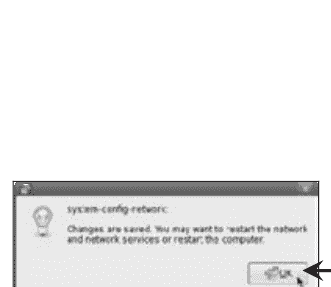 system-config-network
Changes are saved. You may want to restart the network
and network services or restart the computer.
OK